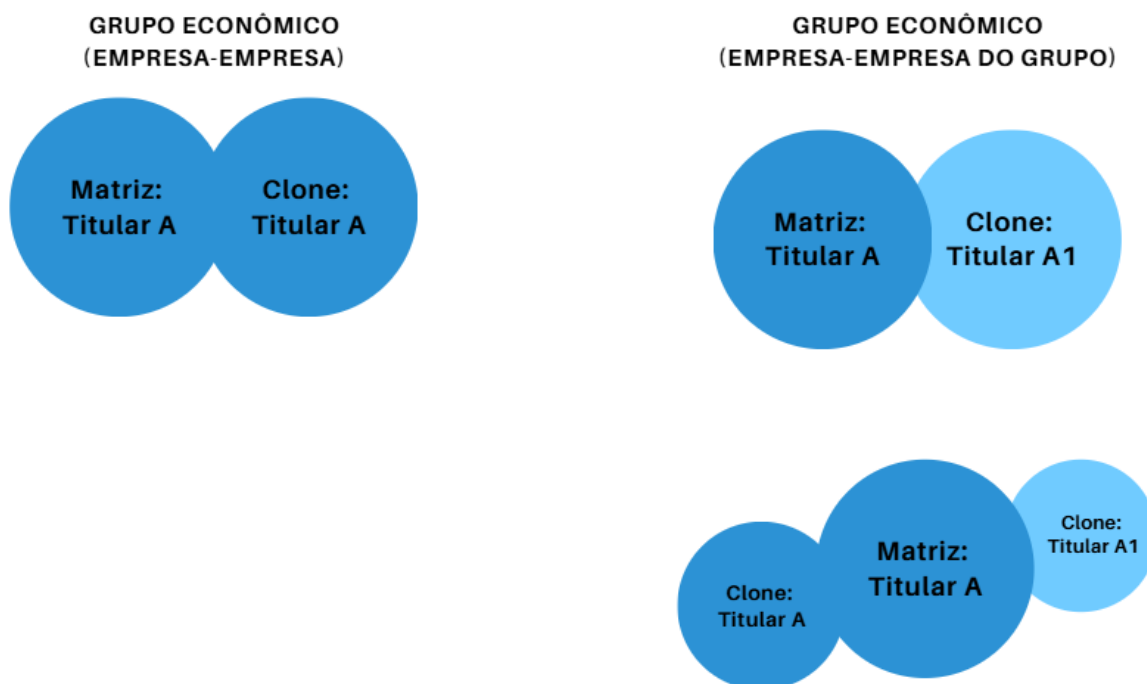 GRUPO ECONÔMICO
(EMPRESA-EMPRESA)
Matriz:
Titular A
Clone:
Titular A
GRUPO ECONÔMICO
(EMPRESA-EMPRESA DO GRUPO)
Matriz:
Titular A
Clone:
Titular A1
Clone:
Titular A
Matriz:
Titular A
Clone:
Titular A1